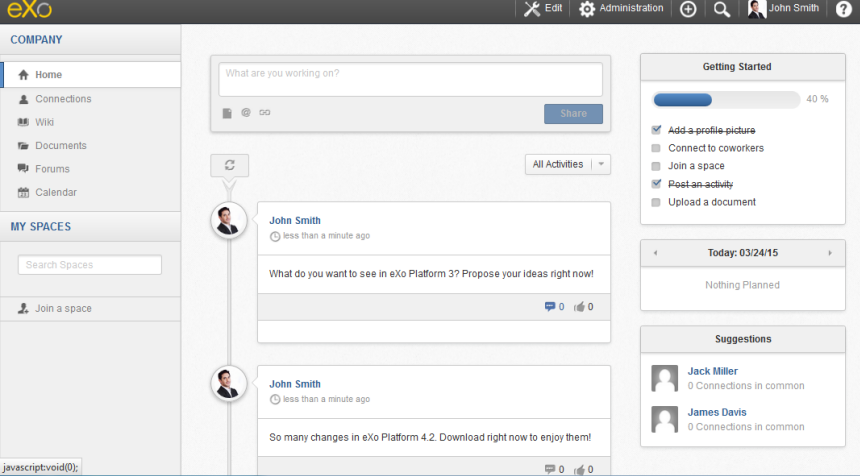 eXo
Edit
Administration
John Smith
?
COMPANY
Home
Connections
Wiki
Documents
Forums
Calendar
MY SPACES
Search Spaces
Join a space
What are you working on?
Share
All Activities
John Smith
less than a minute ago
What do you want to see in eXo Platform 3? Propose your ideas right now!
0 0
John Smith
less than a minute ago
So many changes in eXo Platform 4.2. Download right now to enjoy them!
0 0
Getting Started
40 %
Add a profile picture
Connect to coworkers
Join a space
Post an activity
Upload a document
Today: 03/24/15
Nothing Planned
Suggestions
Jack Miller
0 Connections in common
James Davis
0 Connections in common
javascript:void(0);